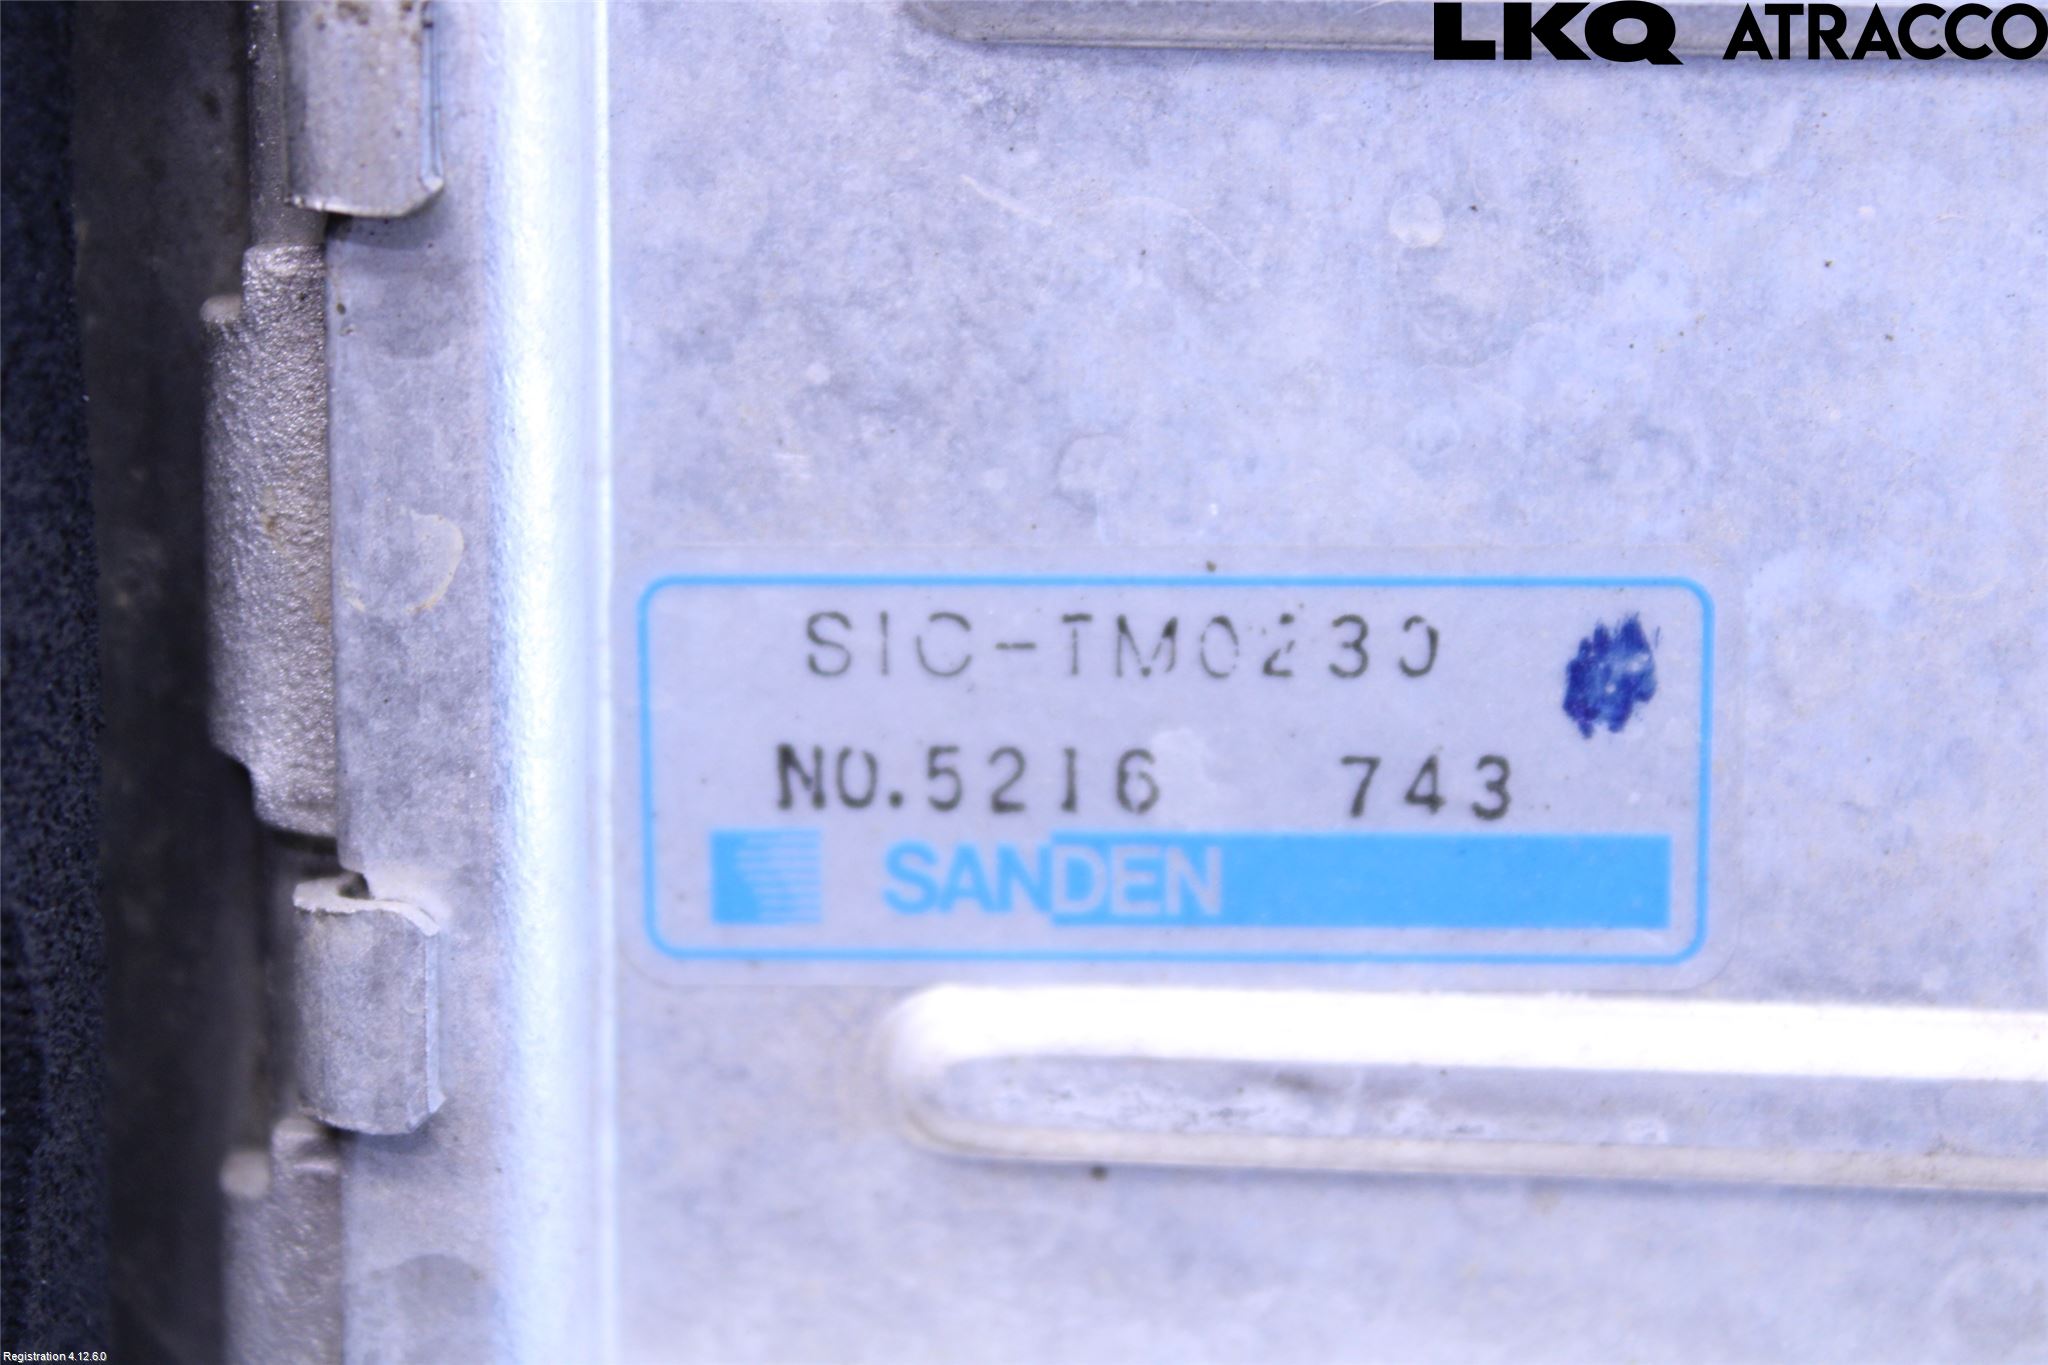 LKQ ATRACCO
SIC-TM0230
NO.5216 743
SANDEN
Registration 4.12.6.0